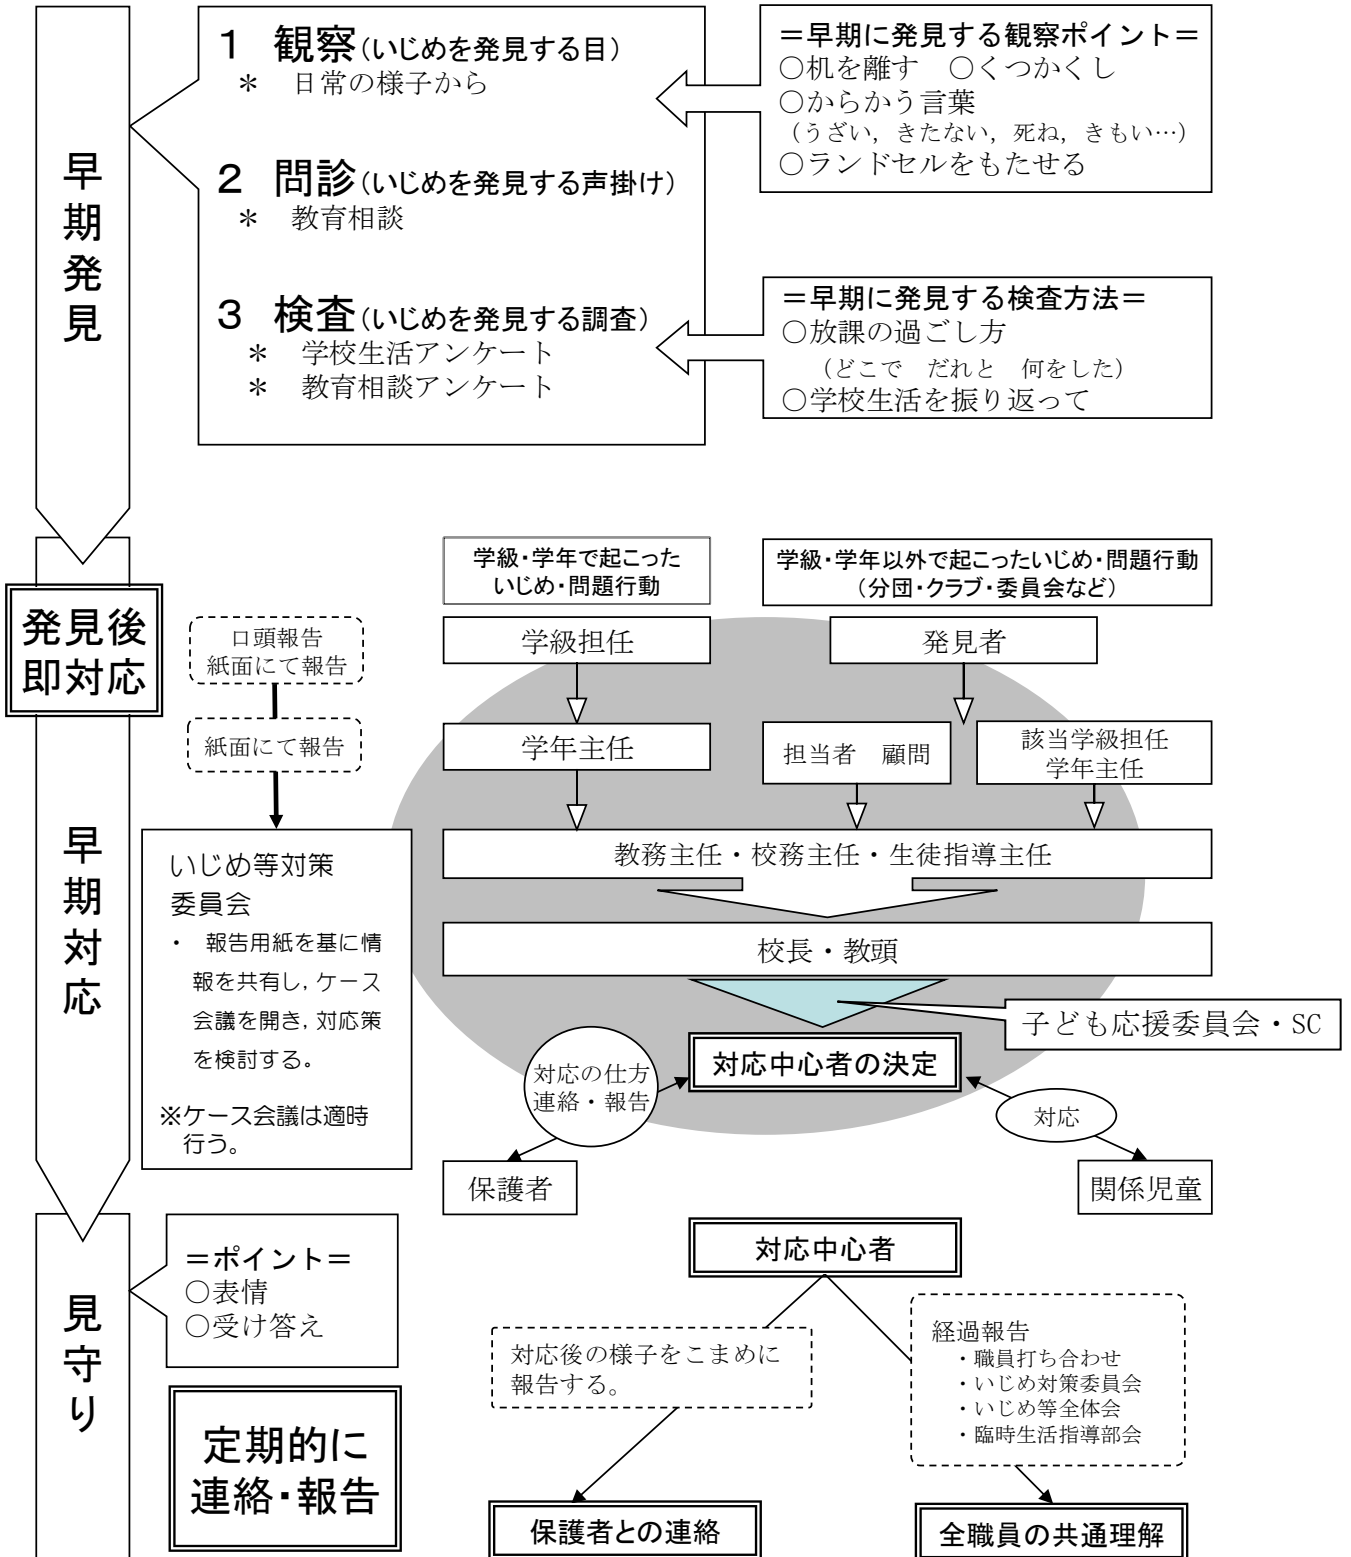 早期発見
1 観察(いじめを発見する目)
＊ 日常の様子から
2 問診(いじめを発見する声掛け)
＊ 教育相談
3 検査(いじめを発見する調査)
＊ 学校生活アンケート
＊ 教育相談アンケート
＝早期に発見する観察ポイント＝
○机を離す ○くつかくし
○からかう言葉
（うざい，きたない，死ね，きもい…）
○ランドセルをもたせる
＝早期に発見する検査方法＝
○放課の過ごし方
（どこで だれと 何をした）
○学校生活を振り返って
発見後
即対応
早期対応
口頭報告
紙面にて報告
紙面にて報告
いじめ等対策
委員会
・ 報告用紙を基に情
報を共有し，ケース
会議を開き，対応策
を検討する。
※ケース会議は適時
行う。
学級・学年で起こった
いじめ・問題行動
学級・学年以外で起こったいじめ・問題行動
（分団・クラブ・委員会など）
学級担任
発見者
学年主任
担当者 顧問
該当学級担任
学年主任
教務主任・校務主任・生徒指導主任
校長・教頭
子ども応援委員会・SC
対応中心者の決定
対応の仕方
連絡・報告
対応
保護者
関係児童
見守り
＝ポイント＝
○表情
○受け答え
定期的に
連絡・報告
対応中心者
対応後の様子をこまめに
報告する。
経過報告
・職員打ち合わせ
・いじめ対策委員会
・いじめ等全体会
・臨時生活指導部会
保護者との連絡
全職員の共通理解